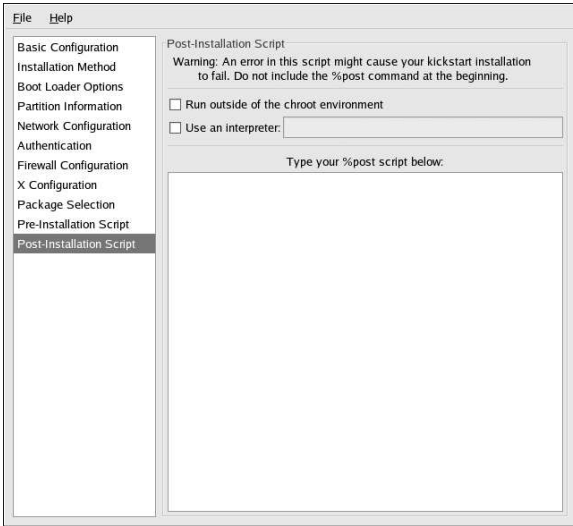 File Help
Basic Configuration
Installation Method
Boot Loader Options
Partition Information
Network Configuration
Authentication
Firewall Configuration
X Configuration
Package Selection
Pre-Installation Script
Post-Installation Script
Post-Installation Script
Warning: An error in this script might cause your kickstart installation
to fail. Do not include the %post command at the beginning.
Run outside of the chroot environment
Use an interpreter:
Type your %post script below: